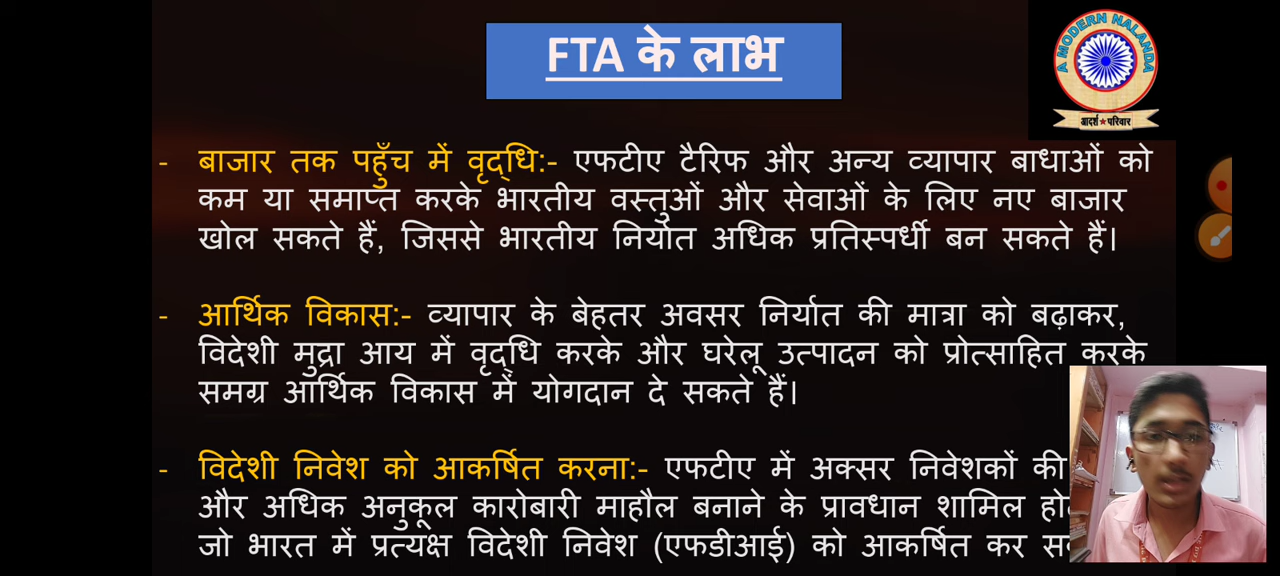 FTA के लाभ
A MODERN NALANDA
आदर्श ★ परिवार
- बाजार तक पहुँच में वृद्धि:- एफटीए टैरिफ और अन्य व्यापार बाधाओं को
कम या समाप्त करके भारतीय वस्तुओं और सेवाओं के लिए नए बाजार
खोल सकते हैं, जिससे भारतीय निर्यात अधिक प्रतिस्पर्धी बन सकते हैं।
- आर्थिक विकास:- व्यापार के बेहतर अवसर निर्यात की मात्रा को बढ़ाकर,
विदेशी मुद्रा आय में वृद्धि करके और घरेलू उत्पादन को प्रोत्साहित करके
समग्र आर्थिक विकास में योगदान दे सकते हैं।
- विदेशी निवेश को आकर्षित करना:- एफटीए में अक्सर निवेशकों की
और अधिक अनुकूल कारोबारी माहौल बनाने के प्रावधान शामिल
जो भारत में प्रत्यक्ष विदेशी निवेश (एफडीआई) को आकर्षित कर